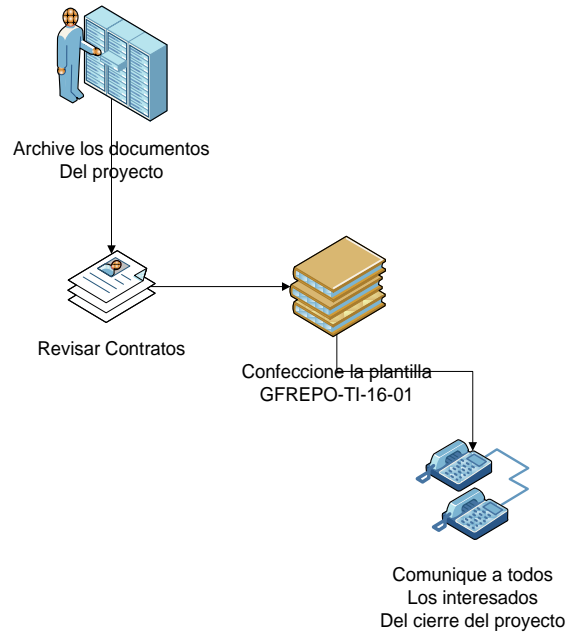 Archive los documentos
Del proyecto
Revisar Contratos
Confeccione la plantilla
GFREPO-TI-16-01
Comunique a todos
Los interesados
Del cierre del proyecto